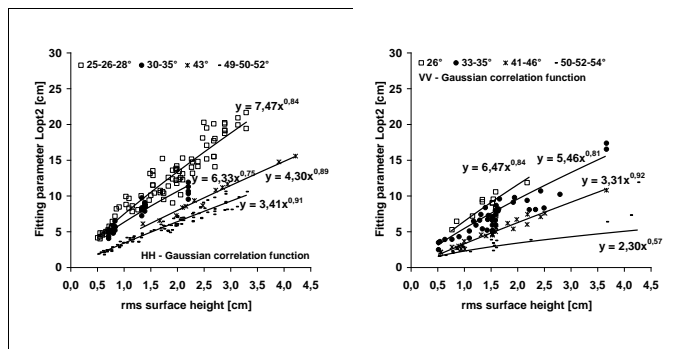 30
25
20
15
10
5
0
Fitting parameter Lopt2 [cm]
25-26-28° 30-35° 43° 49-50-52°
y = 7,47x^0,84
y = 6,33x^0,75
y = 4,30x^0,89
y = 3,41x^0,91
HH - Gaussian correlation function
0,0 0,5 1,0 1,5 2,0 2,5 3,0 3,5 4,0 4,5
rms surface height [cm]
30
25
20
15
10
5
0
Fitting parameter Lopt2 [cm]
26° 33-35° 41-46° 50-52-54°
VV - Gaussian correlation function
y = 6,47x^0,84
y = 5,46x^0,81
y = 3,31x^0,92
y = 2,30x^0,57
0,0 0,5 1,0 1,5 2,0 2,5 3,0 3,5 4,0 4,5
rms surface height [cm]